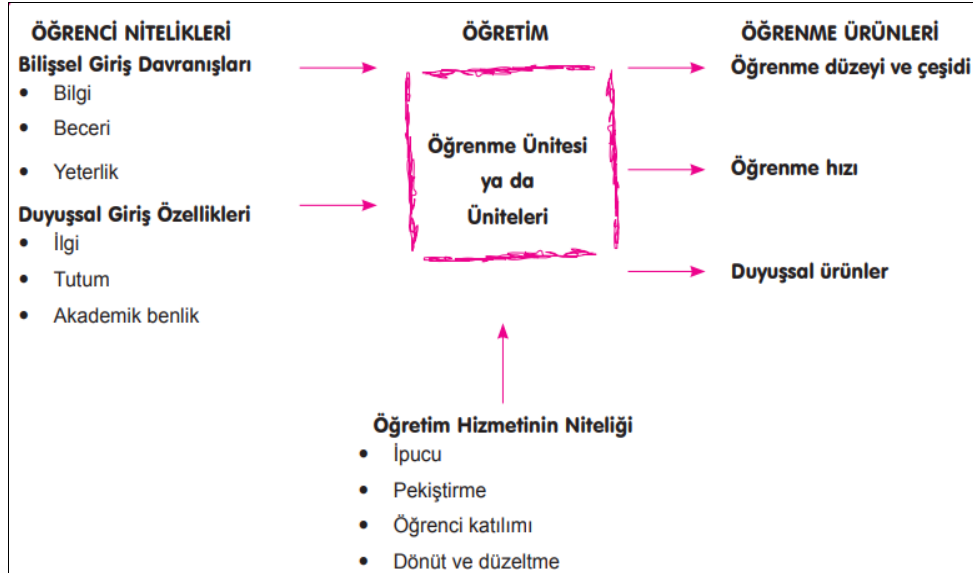 ÖĞRENCİ NİTELİKLERİ
Bilişsel Giriş Davranışları
• Bilgi
• Beceri
• Yeterlik
Duyuşsal Giriş Özellikleri
• İlgi
• Tutum
• Akademik benlik
ÖĞRETİM
Öğrenme Ünitesi
ya da
Üniteleri
ÖĞRENME ÜRÜNLERİ
Öğrenme düzeyi ve çeşidi
Öğrenme hızı
Duyuşsal ürünler
Öğretim Hizmetinin Niteliği
• İpucu
• Pekiştirme
• Öğrenci katılımı
• Dönüt ve düzeltme